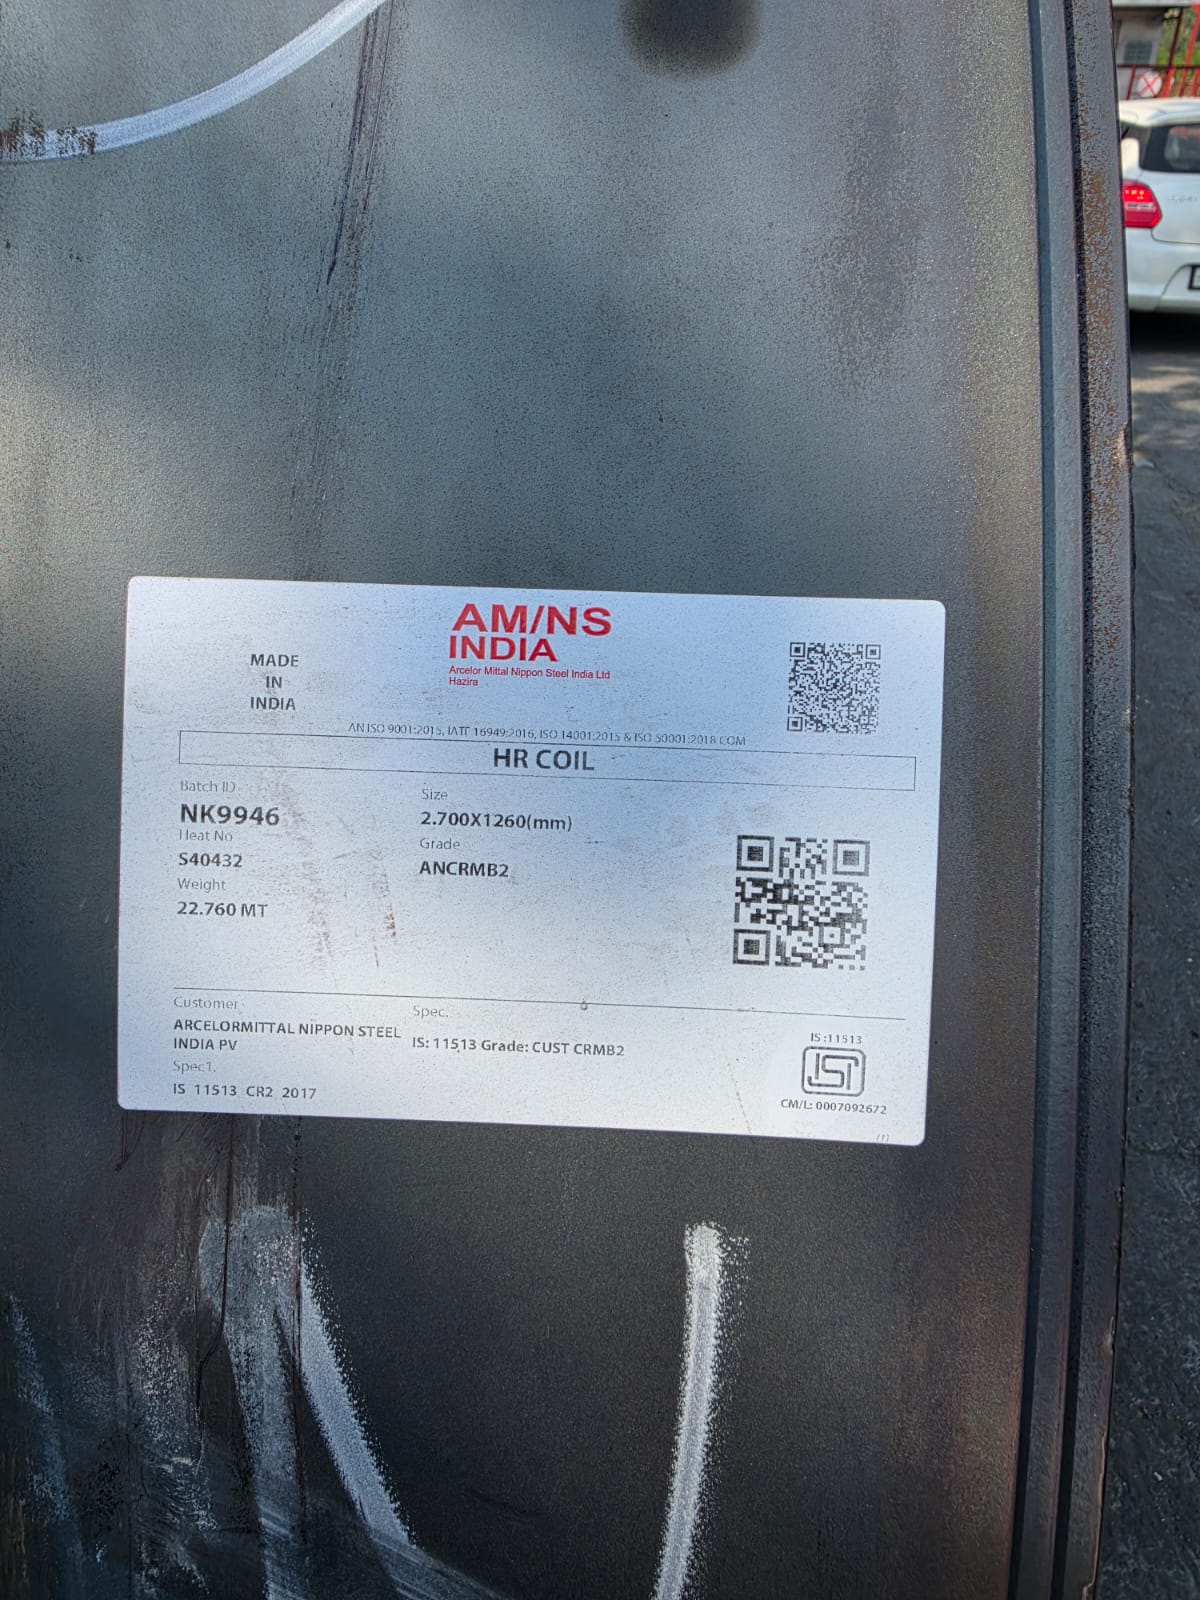 AM/NS
INDIA
Arcelor Mittal Nippon Steel India Ltd
Hazira
MADE
IN
INDIA
AN ISO 9001:2015, IATF 16949:2016, ISO 14001:2015 & ISO 50001:2018 COM
HR COIL
Batch ID
NK9946
Heat No
S40432
Weight
22.760 MT
Size
2.700X1260(mm)
Grade
ANCRMB2
Customer
ARCELORMITTAL NIPPON STEEL
INDIA PV
Spec1.
IS 11513 CR2 2017
Spec.
IS: 11513 Grade: CUST CRMB2
IS :11513
ISI
CM/L: 0007092672